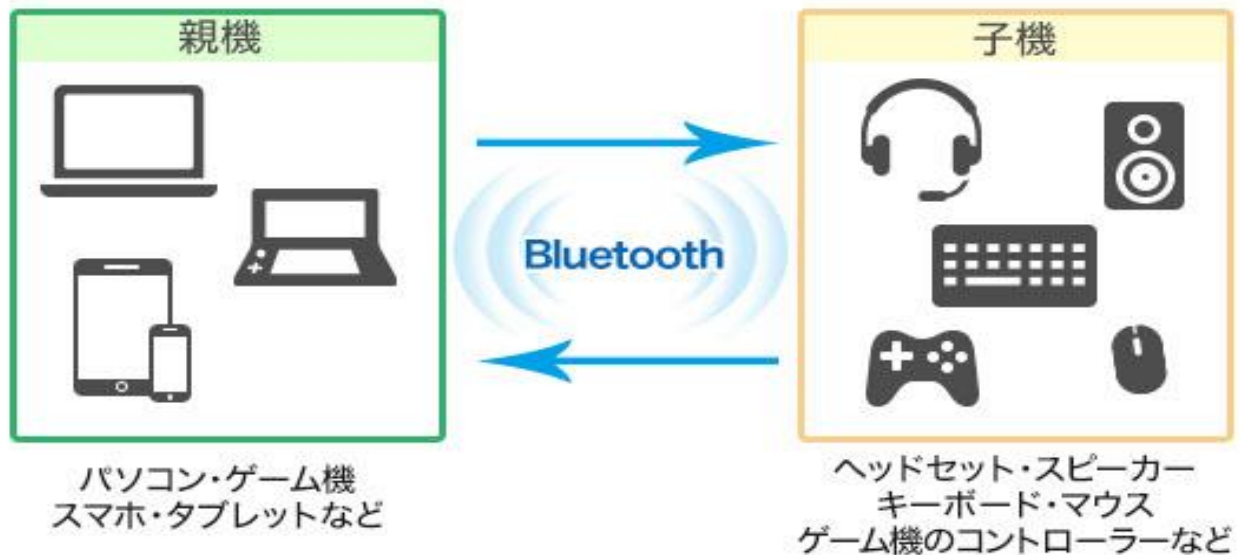 親機
子機
Bluetooth
パソコン・ゲーム機
スマホ・タブレットなど
ヘッドセット・スピーカー
キーボード・マウス
ゲーム機のコントローラーなど